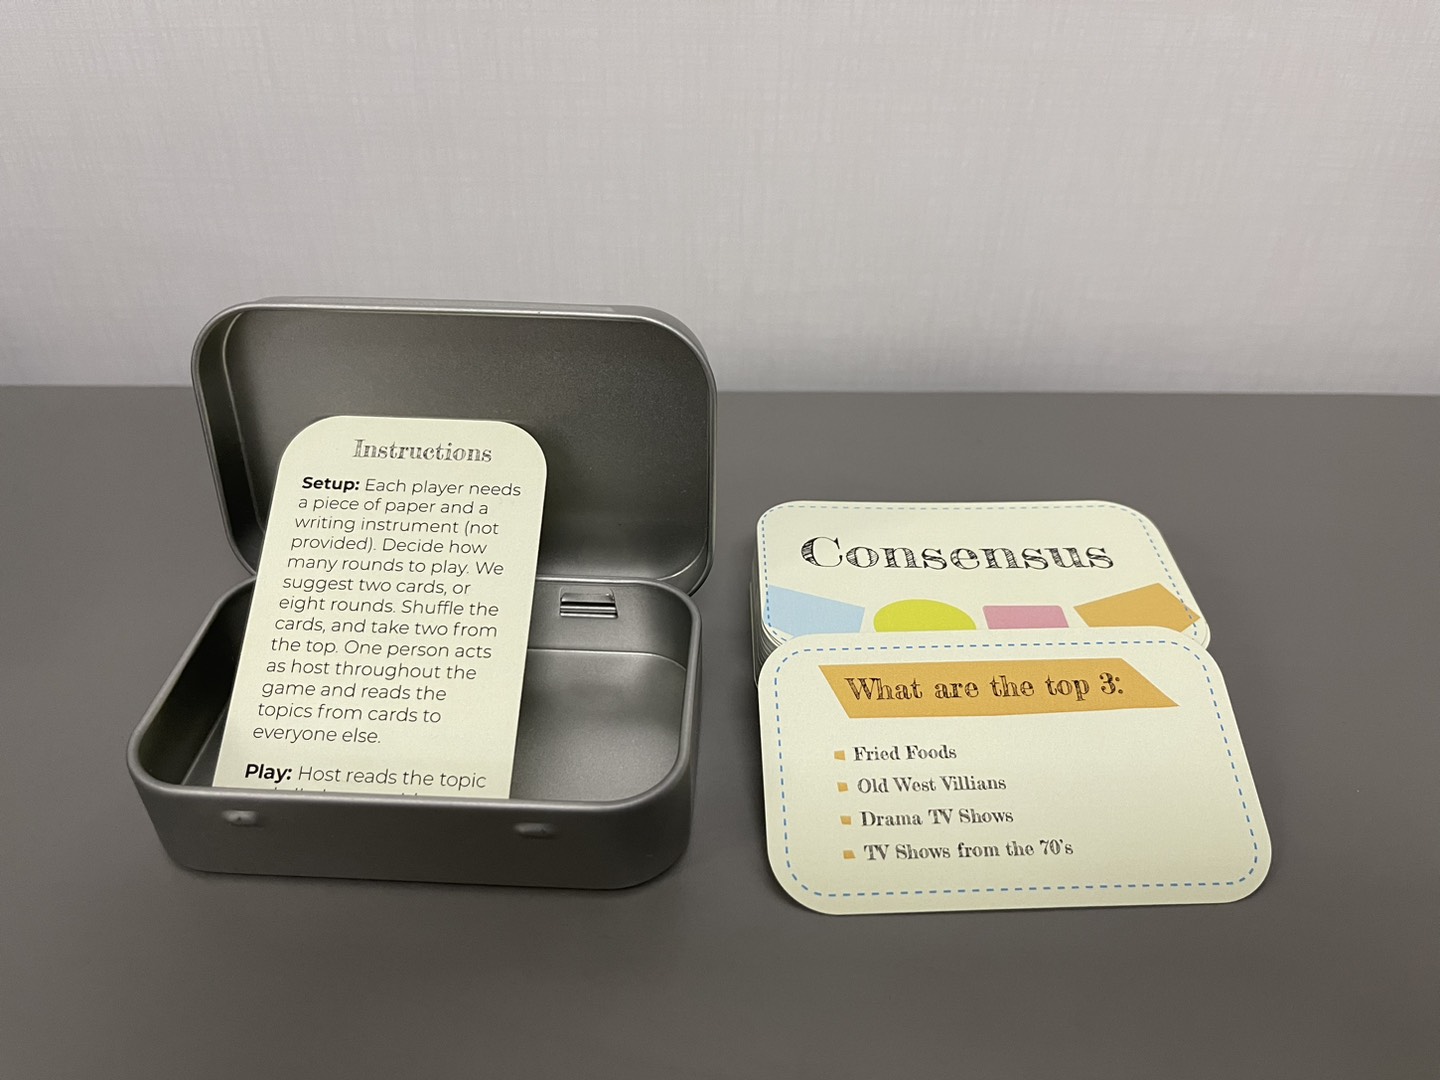 Instructions
Setup: Each player needs
a piece of paper and a
writing instrument (not
provided). Decide how
many rounds to play. We
suggest two cards, or
eight rounds. Shuffle the
cards, and take two from
the top. One person acts
as host throughout the
game and reads the
topics from cards to
everyone else.
Play: Host reads the topic
Consensus
What are the top 3:
Fried Foods
Old West Villians
Drama TV Shows
TV Shows from the 70's